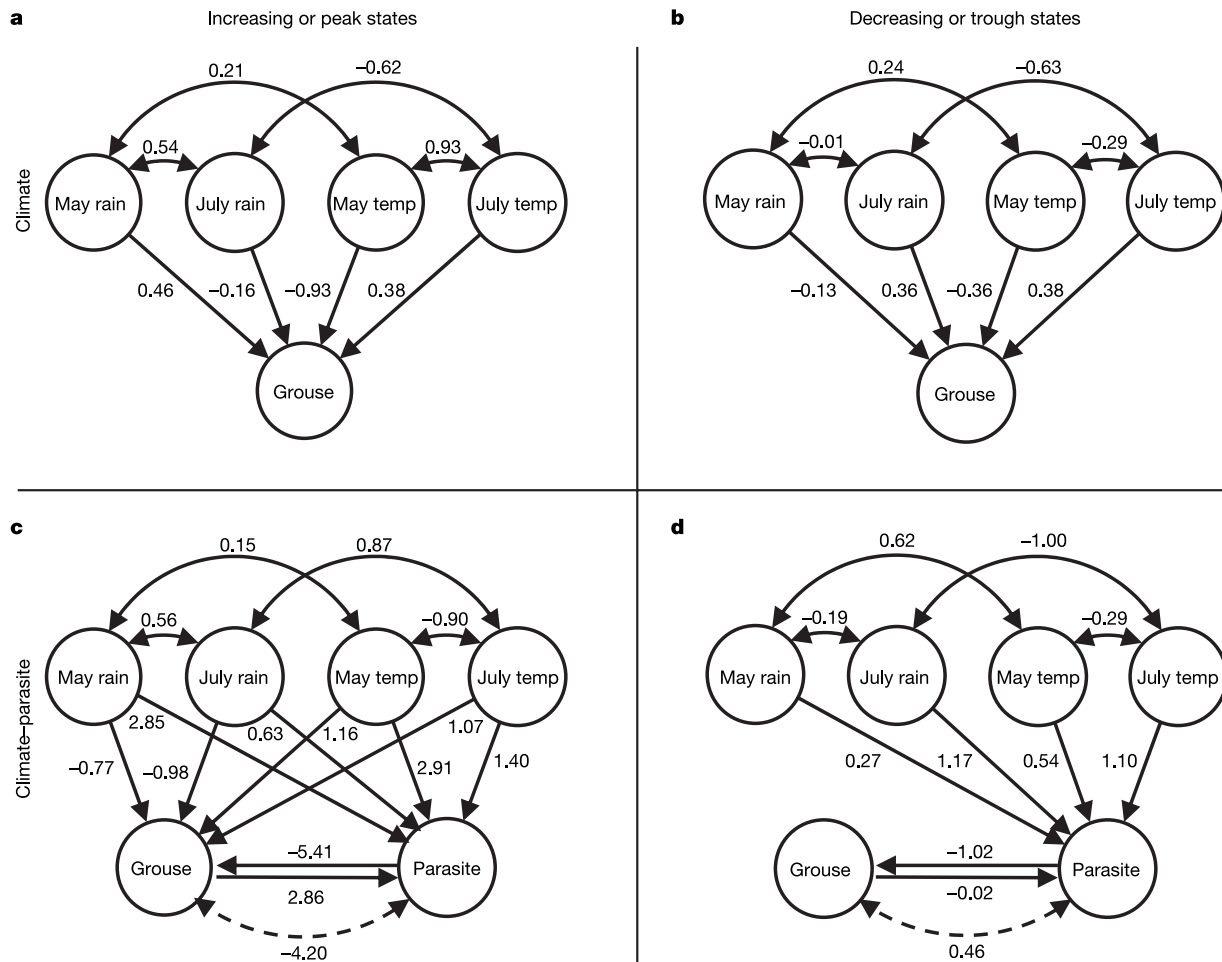 a Increasing or peak states
b Decreasing or trough states
Climate
0.21 –0.62
0.54 0.93
May rain July rain May temp July temp
0.46 –0.16 –0.93 0.38
Grouse
0.24 –0.63
–0.01 –0.29
May rain July rain May temp July temp
–0.13 0.36 –0.36 0.38
Grouse
Climate–parasite
c
0.15 0.87
0.56 –0.90
May rain July rain May temp July temp
2.85 0.63 1.16 1.07
–0.77 –0.98 2.91 1.40
Grouse Parasite
–5.41
2.86
–4.20
d
0.62 –1.00
–0.19 –0.29
May rain July rain May temp July temp
0.27 1.17 0.54 1.10
Grouse Parasite
–1.02
–0.02
0.46